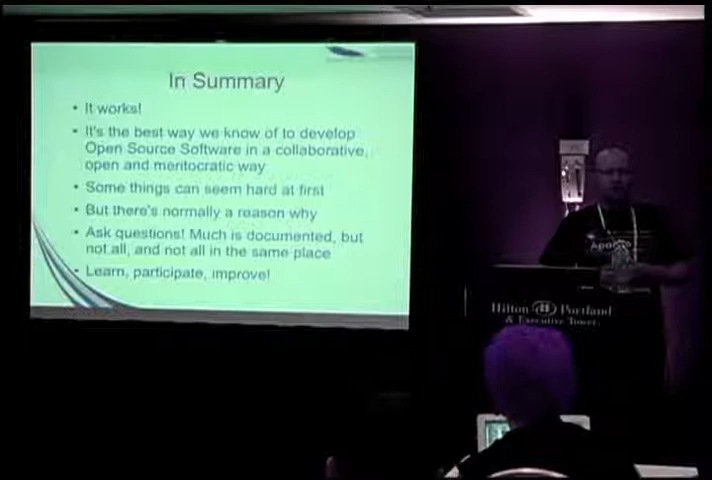 In Summary
• It works!
• It's the best way we know of to develop
Open Source Software in a collaborative,
open and meritocratic way
• Some things can seem hard at first
• But there's normally a reason why
• Ask questions! Much is documented, but
not all, and not all in the same place
• Learn, participate, improve!
Hilton Portland
& Executive Tower